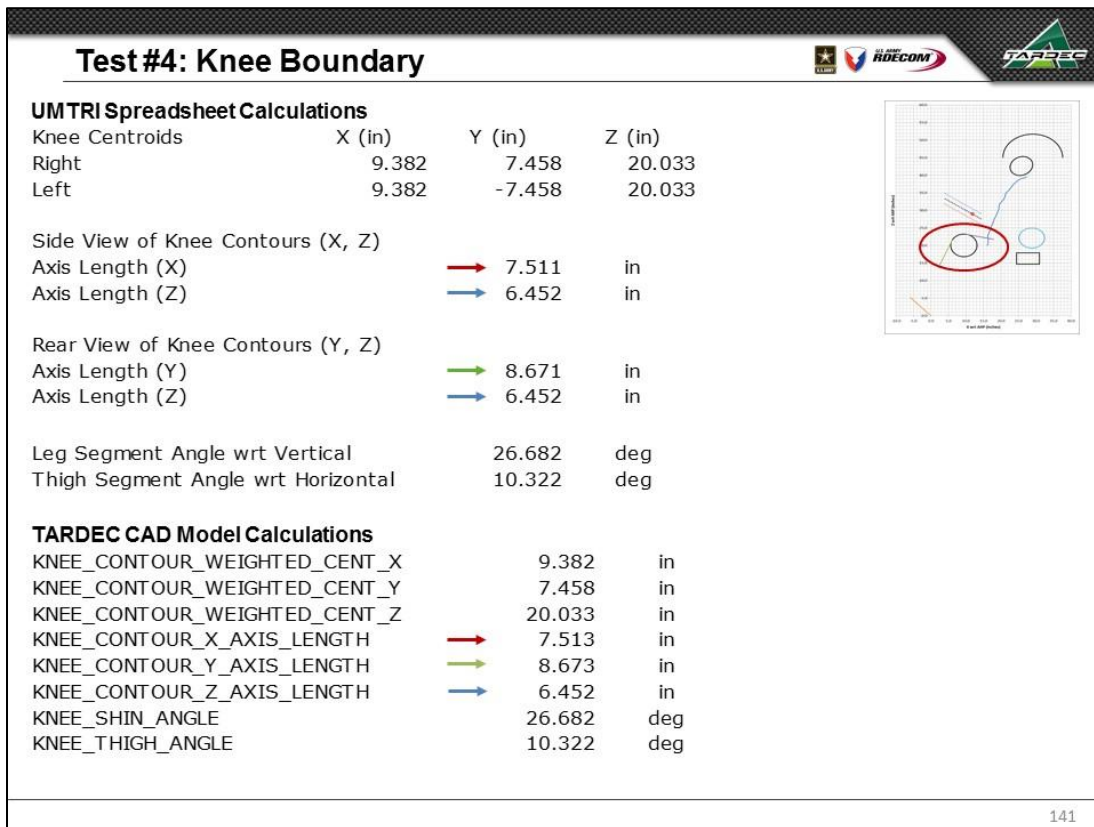 Test #4: Knee Boundary
U.S. ARMY
U.S. ARMY
RDECOM
TARDEC
UMTRI Spreadsheet Calculations
Knee Centroids X (in) Y (in) Z (in)
Right 9.382 7.458 20.033
Left 9.382 -7.458 20.033
Side View of Knee Contours (X, Z)
Axis Length (X) 7.511 in
Axis Length (Z) 6.452 in
Rear View of Knee Contours (Y, Z)
Axis Length (Y) 8.671 in
Axis Length (Z) 6.452 in
Leg Segment Angle wrt Vertical 26.682 deg
Thigh Segment Angle wrt Horizontal 10.322 deg
TARDEC CAD Model Calculations
KNEE_CONTOUR_WEIGHTED_CENT_X 9.382 in
KNEE_CONTOUR_WEIGHTED_CENT_Y 7.458 in
KNEE_CONTOUR_WEIGHTED_CENT_Z 20.033 in
KNEE_CONTOUR_X_AXIS_LENGTH 7.513 in
KNEE_CONTOUR_Y_AXIS_LENGTH 8.673 in
KNEE_CONTOUR_Z_AXIS_LENGTH 6.452 in
KNEE_SHIN_ANGLE 26.682 deg
KNEE_THIGH_ANGLE 10.322 deg
141